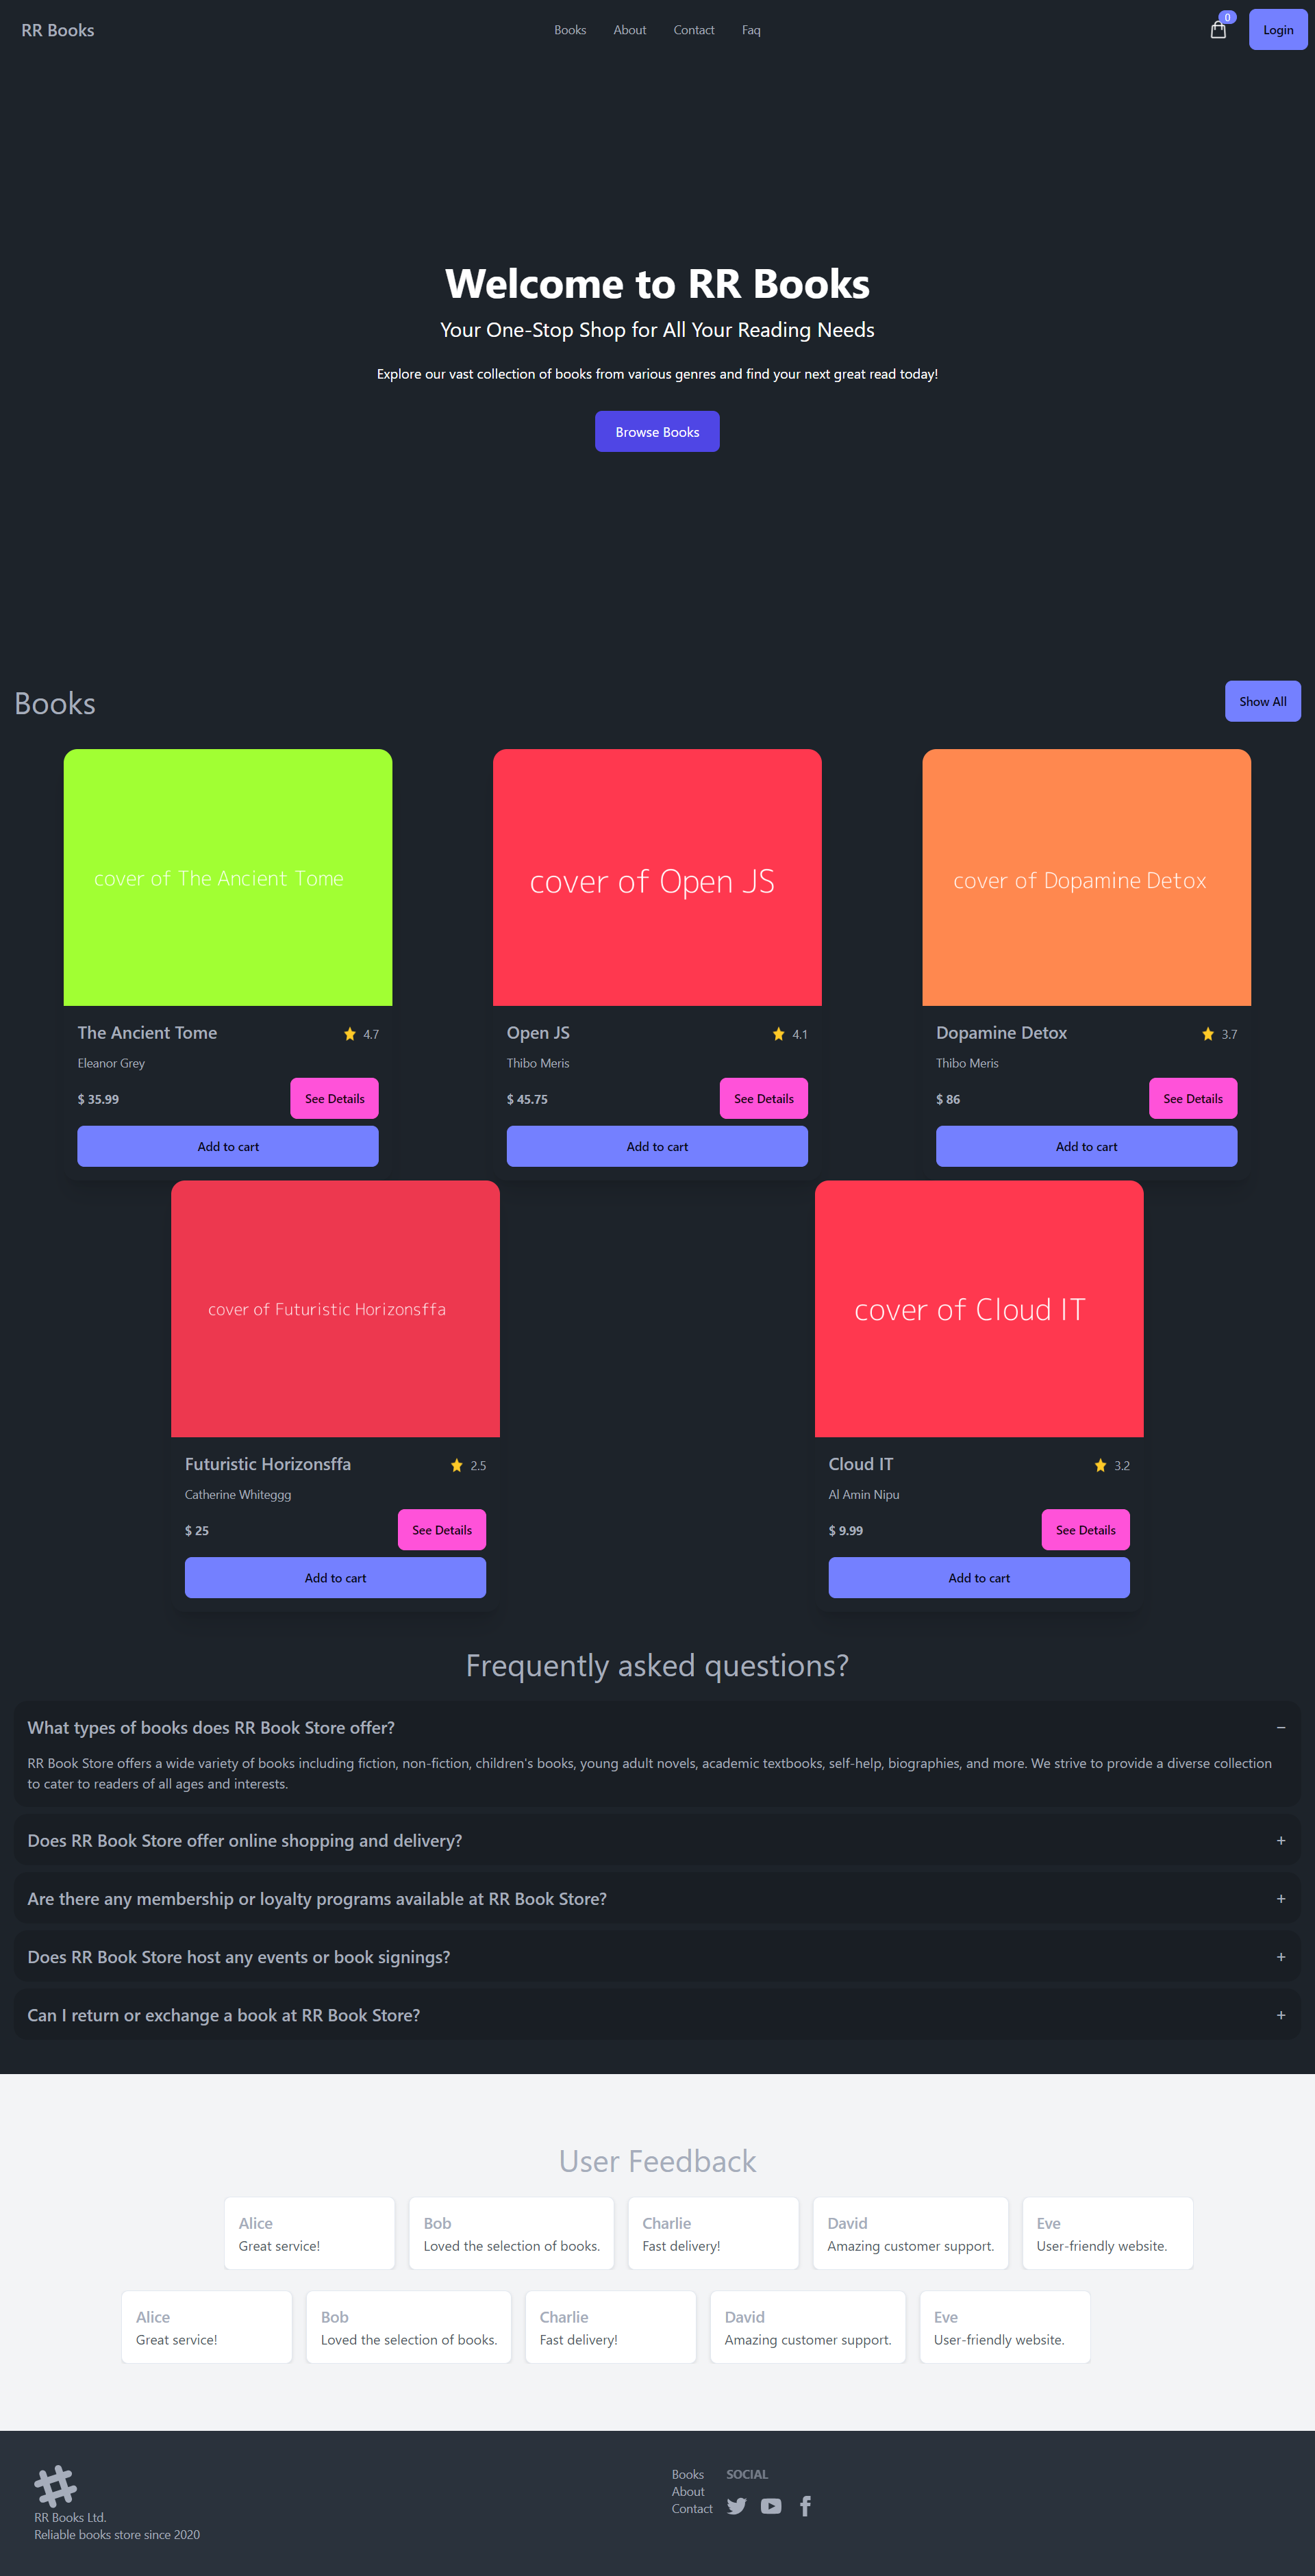 RR Books
Books About Contact Faq
0
Login
Welcome to RR Books
Your One-Stop Shop for All Your Reading Needs
Explore our vast collection of books from various genres and find your next great read today!
Browse Books
Books
Show All
cover of The Ancient Tome
The Ancient Tome
4.7
Eleanor Grey
$ 35.99
See Details
Add to cart
cover of Open JS
Open JS
4.1
Thibo Meris
$ 45.75
See Details
Add to cart
cover of Dopamine Detox
Dopamine Detox
3.7
Thibo Meris
$ 86
See Details
Add to cart
cover of Futuristic Horizonsffa
Futuristic Horizonsffa
2.5
Catherine Whiteggg
$ 25
See Details
Add to cart
cover of Cloud IT
Cloud IT
3.2
Al Amin Nipu
$ 9.99
See Details
Add to cart
Frequently asked questions?
What types of books does RR Book Store offer?
RR Book Store offers a wide variety of books including fiction, non-fiction, children's books, young adult novels, academic textbooks, self-help, biographies, and more. We strive to provide a diverse collection
to cater to readers of all ages and interests.
Does RR Book Store offer online shopping and delivery?
Are there any membership or loyalty programs available at RR Book Store?
Does RR Book Store host any events or book signings?
Can I return or exchange a book at RR Book Store?
User Feedback
Alice
Great service!
Bob
Loved the selection of books.
Charlie
Fast delivery!
David
Amazing customer support.
Eve
User-friendly website.
Alice
Great service!
Bob
Loved the selection of books.
Charlie
Fast delivery!
David
Amazing customer support.
Eve
User-friendly website.
RR Books Ltd.
Reliable books store since 2020
Books
About
Contact
SOCIAL